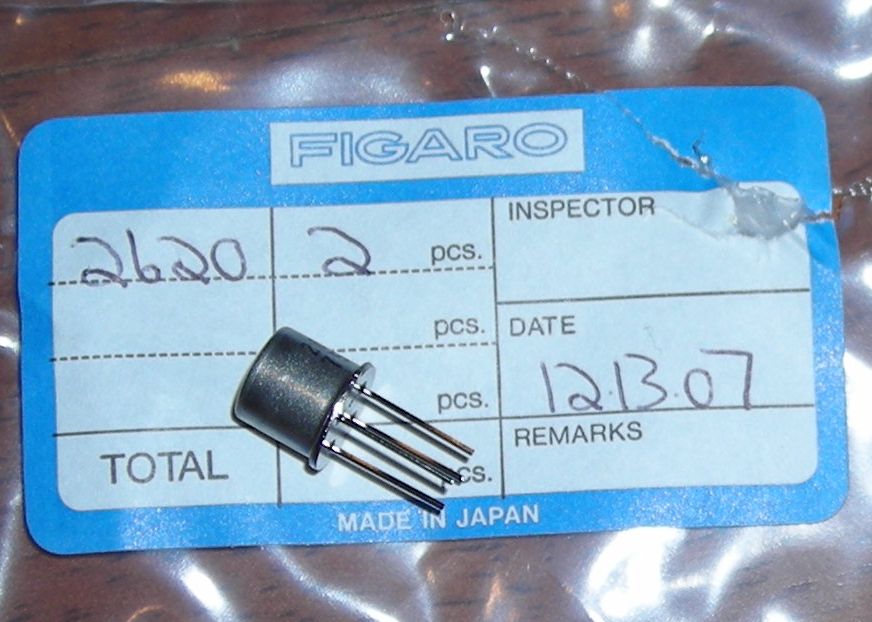 FIGARO
2620 2 pcs.
pcs.
pcs.
TOTAL pcs.
INSPECTOR
DATE
12.13.07
REMARKS
MADE IN JAPAN